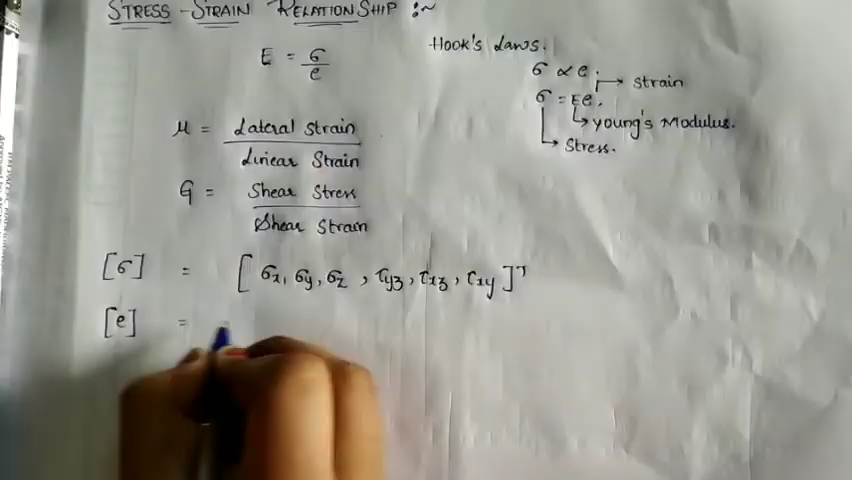 STRESS - STRAIN RELATIONSHIP :~
E = σ / e
Hook's Laws.
σ ∝ e.
strain
σ = Ee.
young's Modulus.
Stress.
μ = Lateral strain / Linear Strain
G = Shear Stress / Shear Strain
[σ] = [σx, σy, σz, τyz, τxz, τxy]ᵀ
[e] =